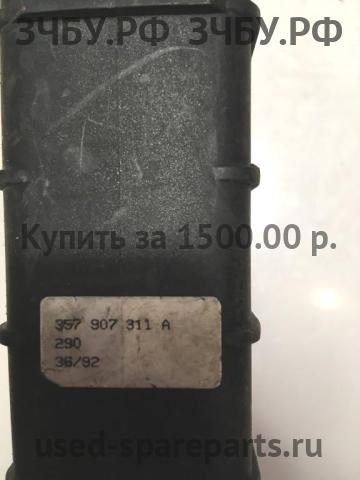 ЗЧБУ.РФ ЗЧБУ.РФ
Купить за 1500.00 р.
357 907 311 A
290
36/92
used-spareparts.ru